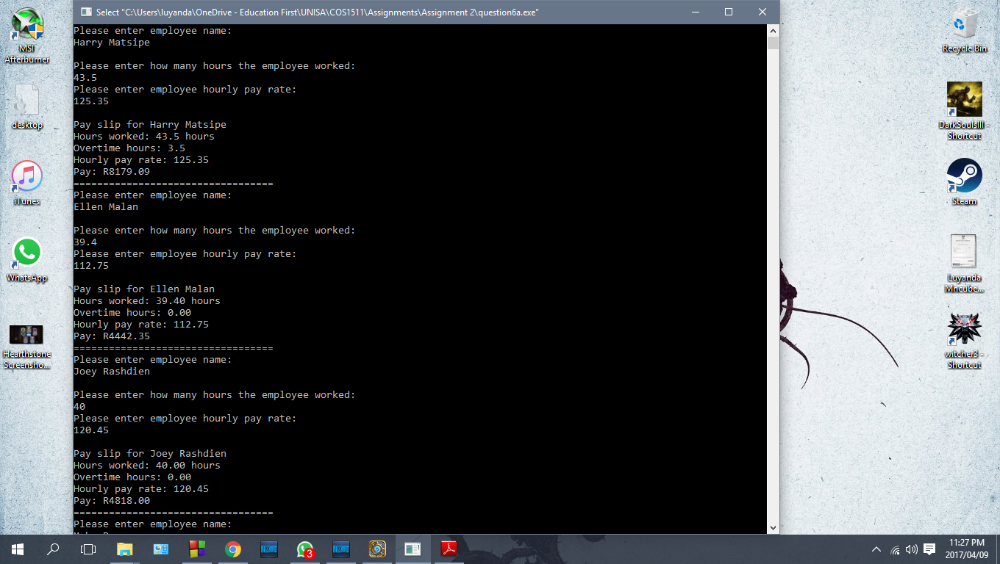 Select "C:\Users\luyanda\OneDrive - Education First\UNISA\COS1511\Assignments\Assignment 2\question6a.exe"
Please enter employee name:
Harry Matsipe
Please enter how many hours the employee worked:
43.5
Please enter employee hourly pay rate:
125.35
Pay slip for Harry Matsipe
Hours worked: 43.5 hours
Overtime hours: 3.5
Hourly pay rate: 125.35
Pay: R8179.09
==================================
Please enter employee name:
Ellen Malan
Please enter how many hours the employee worked:
39.4
Please enter employee hourly pay rate:
112.75
Pay slip for Ellen Malan
Hours worked: 39.40 hours
Overtime hours: 0.00
Hourly pay rate: 112.75
Pay: R4442.35
==================================
Please enter employee name:
Joey Rashdien
Please enter how many hours the employee worked:
40
Please enter employee hourly pay rate:
120.45
Pay slip for Joey Rashdien
Hours worked: 40.00 hours
Overtime hours: 0.00
Hourly pay rate: 120.45
Pay: R4818.00
==================================
Please enter employee name:
MSI
Afterburner
desktop
iTunes
WhatsApp
Hearthstone
Screensho...
Recycle Bin
DarkSoulsIII -
Shortcut
Steam
Luyanda
Mncube...
witcher3 -
Shortcut
3
11:27 PM
2017/04/09